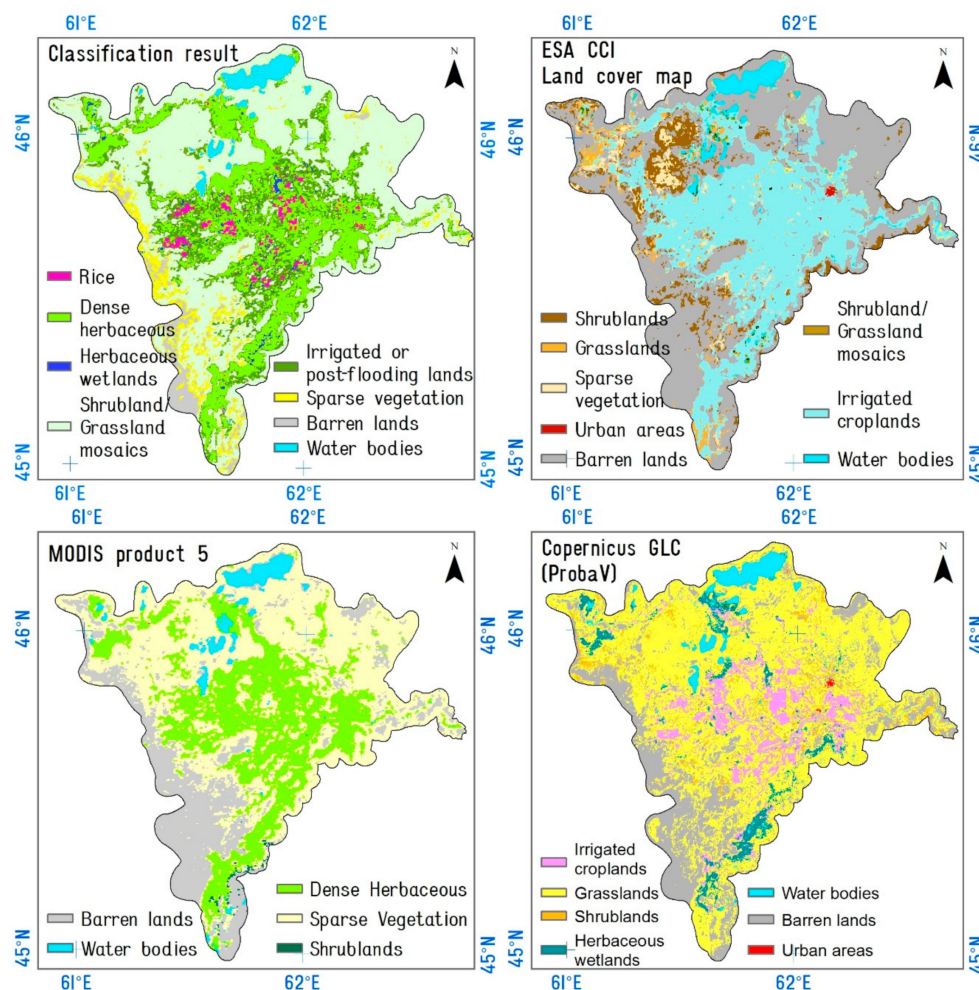 61°E 62°E 61°E 62°E
Classification result
N
ESA CCI
Land cover map
N
46°N
46°N
46°N
Rice
Dense
herbaceous
Herbaceous
wetlands
Shrubland/
Grassland
mosaics
Irrigated or
post-flooding lands
Sparse vegetation
Barren lands
Water bodies
Shrublands
Grasslands
Sparse
vegetation
Urban areas
Barren lands
Shrubland/
Grassland
mosaics
Irrigated
croplands
Water bodies
45°N
45°N
45°N
61°E 62°E 61°E 62°E
MODIS product 5
N
Copernicus GLC
(ProbaV)
N
46°N
46°N
46°N
Barren lands
Water bodies
Dense Herbaceous
Sparse Vegetation
Shrublands
Irrigated
croplands
Grasslands
Shrublands
Herbaceous
wetlands
Water bodies
Barren lands
Urban areas
45°N
45°N
45°N
61°E 62°E 61°E 62°E